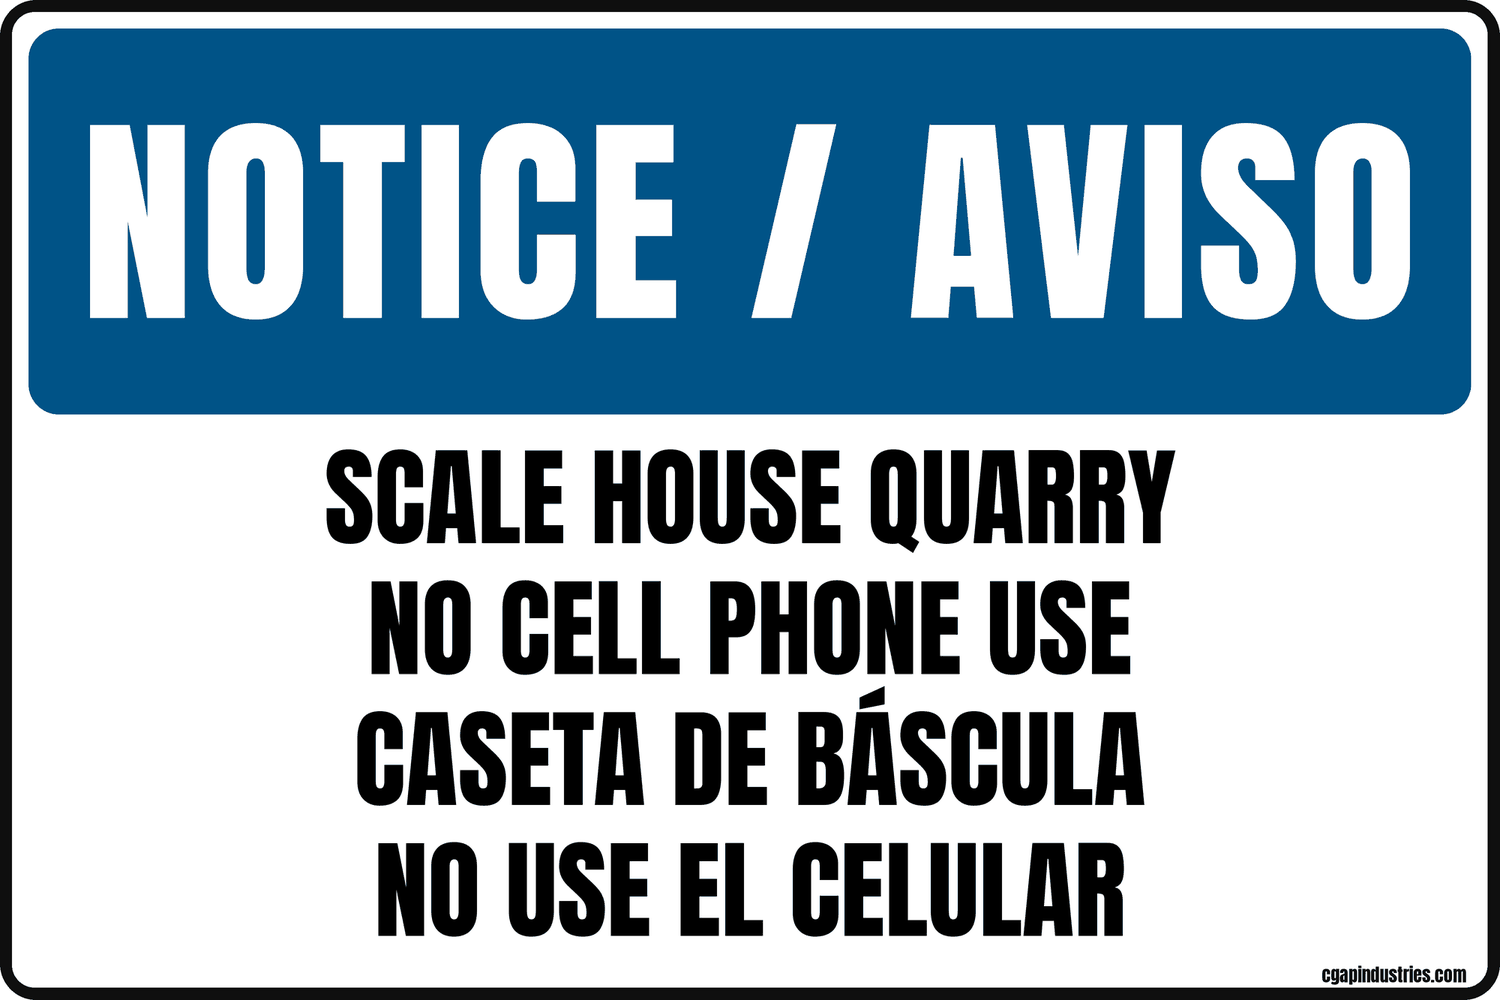 NOTICE / AVISO
SCALE HOUSE QUARRY
NO CELL PHONE USE
CASETA DE BÁSCULA
NO USE EL CELULAR
cgapindustries.com